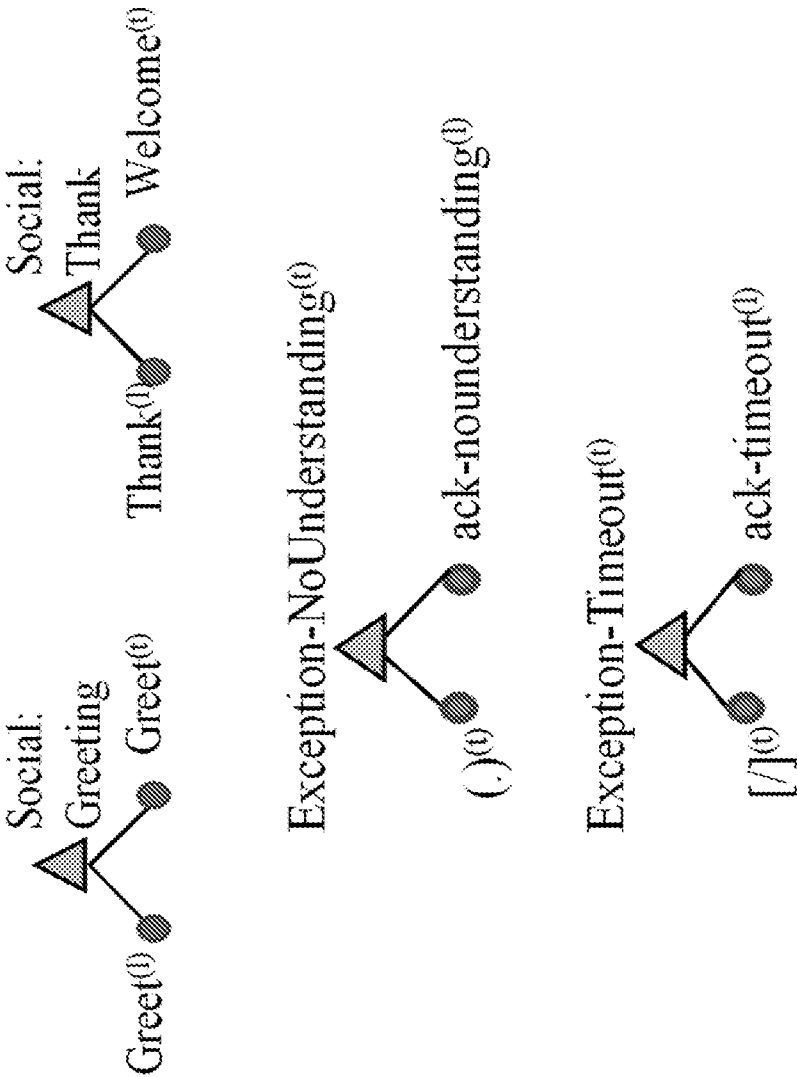 Social:
Greeting
Greet(l)
Greet(t)
Social:
Thank
Thank(l)
Welcome(t)
Exception-NoUnderstanding(t)
(.)(t)
ack-nounderstanding(l)
Exception-Timeout(t)
[/](t)
ack-timeout(l)